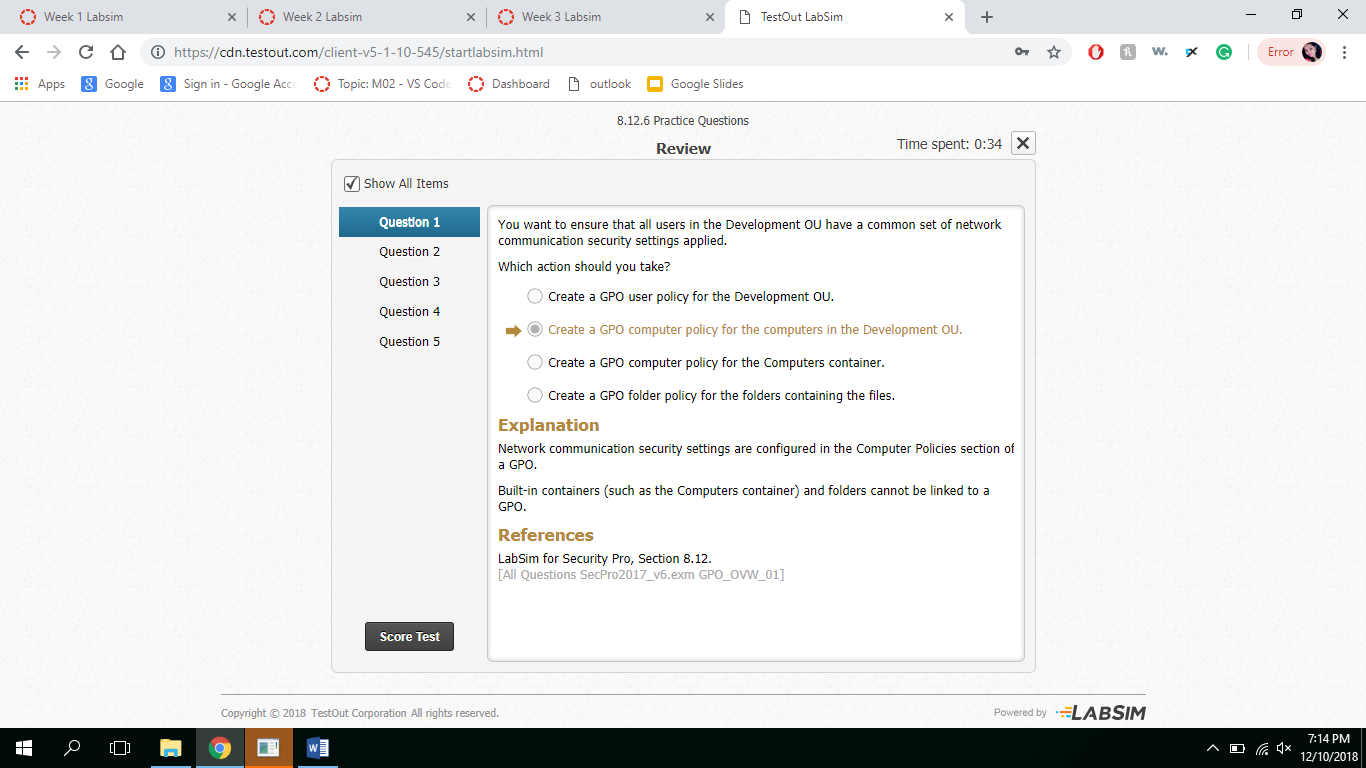 Week 1 Labsim
Week 2 Labsim
Week 3 Labsim
TestOut LabSim
https://cdn.testout.com/client-v5-1-10-545/startlabsim.html
Error
Apps
Google
Sign in - Google Acco
Topic: M02 - VS Code
Dashboard
outlook
Google Slides
8.12.6 Practice Questions
Review
Time spent: 0:34
Show All Items
Question 1
Question 2
Question 3
Question 4
Question 5
Score Test
You want to ensure that all users in the Development OU have a common set of network
communication security settings applied.
Which action should you take?
Create a GPO user policy for the Development OU.
Create a GPO computer policy for the computers in the Development OU.
Create a GPO computer policy for the Computers container.
Create a GPO folder policy for the folders containing the files.
Explanation
Network communication security settings are configured in the Computer Policies section of
a GPO.
Built-in containers (such as the Computers container) and folders cannot be linked to a
GPO.
References
LabSim for Security Pro, Section 8.12.
[All Questions SecPro2017_v6.exm GPO_OVW_01]
Copyright © 2018 TestOut Corporation All rights reserved.
Powered by LABSIM
7:14 PM
12/10/2018